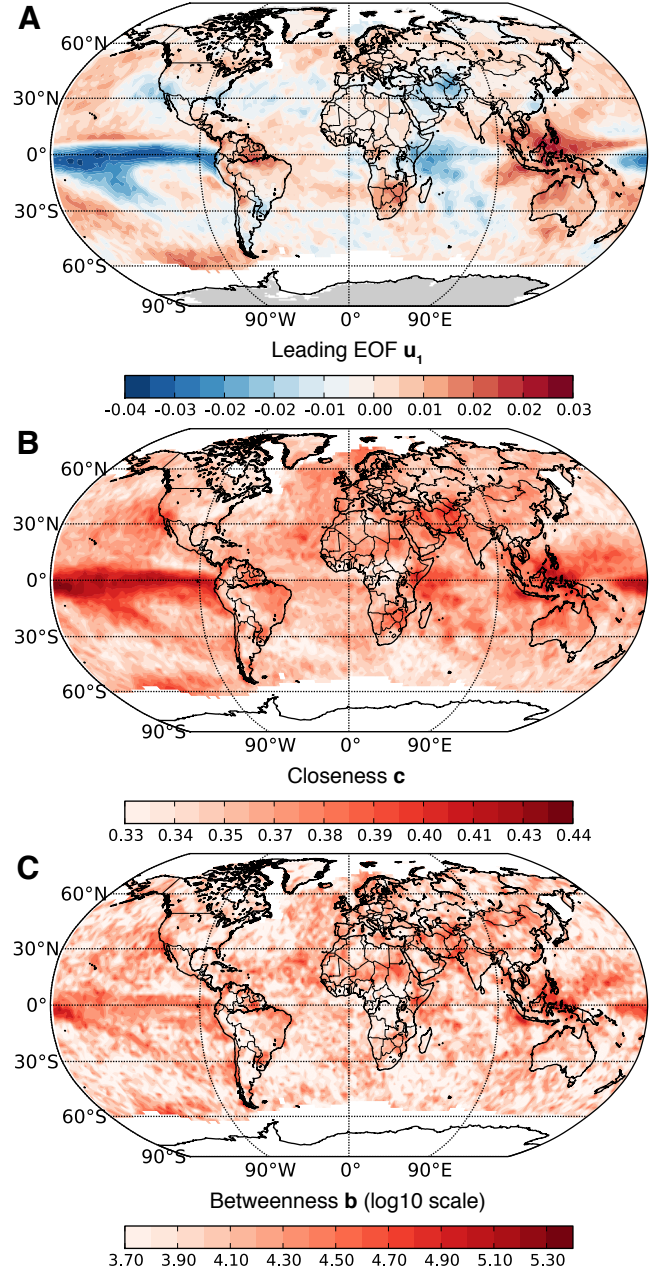 A
60°N
30°N
0°
30°S
60°S
90°S
90°W 0° 90°E
Leading EOF u₁
-0.04 -0.03 -0.02 -0.02 -0.01 0.00 0.01 0.02 0.02 0.03
B
60°N
30°N
0°
30°S
60°S
90°S
90°W 0° 90°E
Closeness c
0.33 0.34 0.35 0.37 0.38 0.39 0.40 0.41 0.43 0.44
C
60°N
30°N
0°
30°S
60°S
90°S
90°W 0° 90°E
Betweenness b (log10 scale)
3.70 3.90 4.10 4.30 4.50 4.70 4.90 5.10 5.30